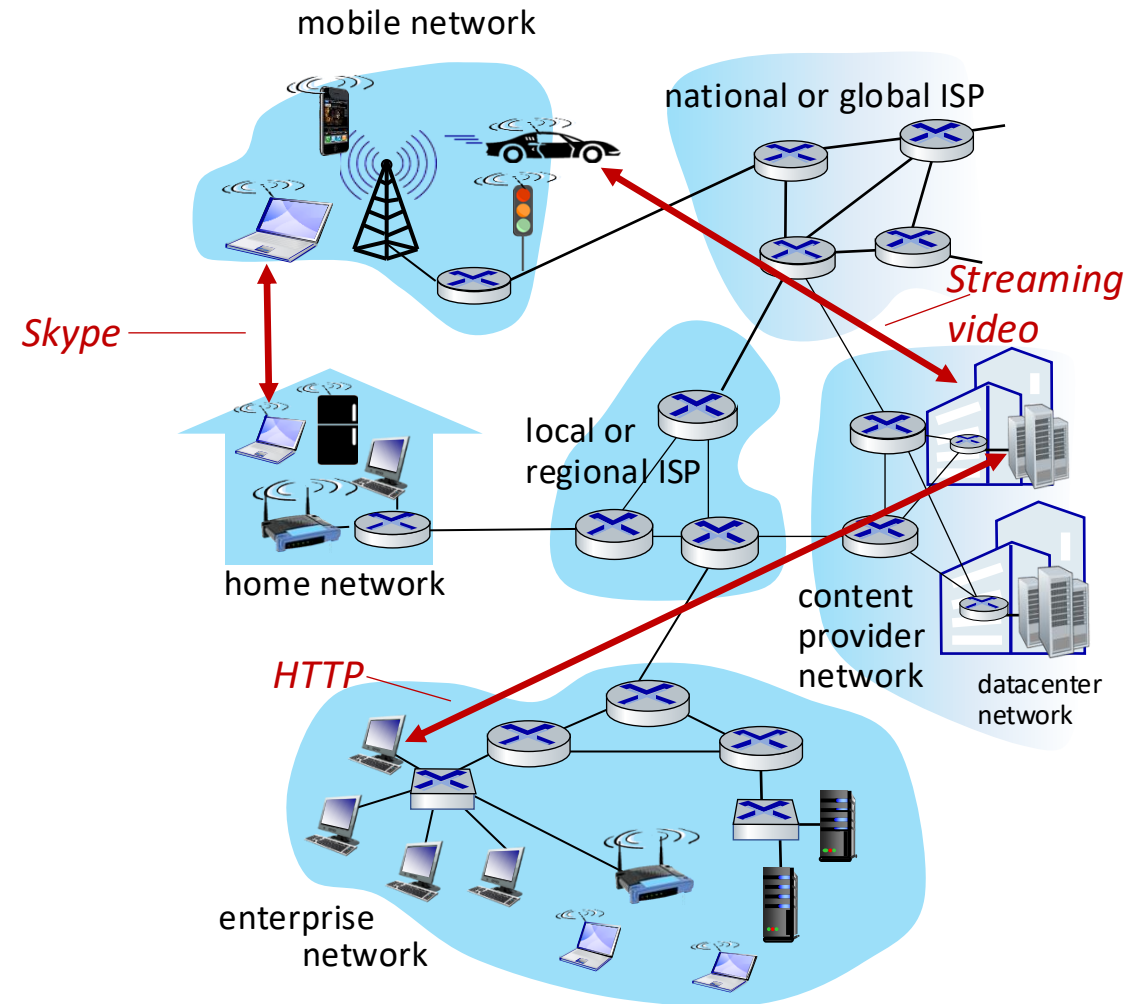 mobile network
national or global ISP
Streaming
video
Skype
local or
regional ISP
home network
content
provider
network
datacenter
network
HTTP
enterprise
network